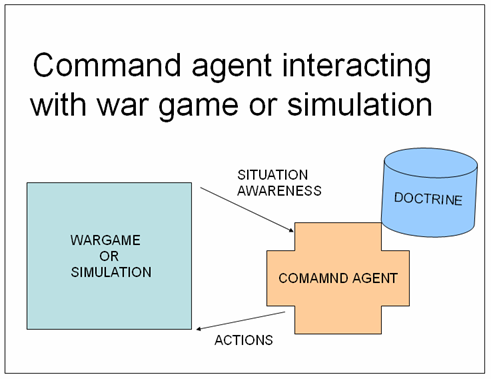 Command agent interacting
with war game or simulation
SITUATION
AWARENESS
DOCTRINE
WARGAME
OR
SIMULATION
COMAMND AGENT
ACTIONS